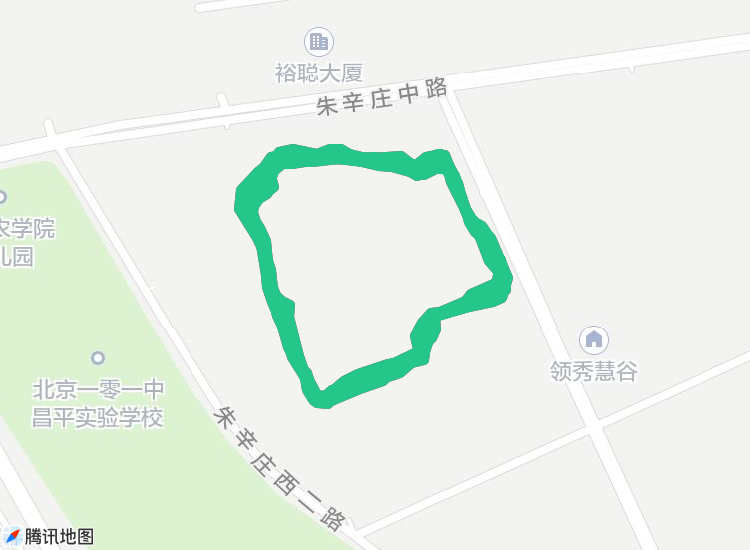 裕聪大厦
朱辛庄中路
农学院
儿园
领秀慧谷
北京一零一中
昌平实验学校
朱辛庄西二路
腾讯地图